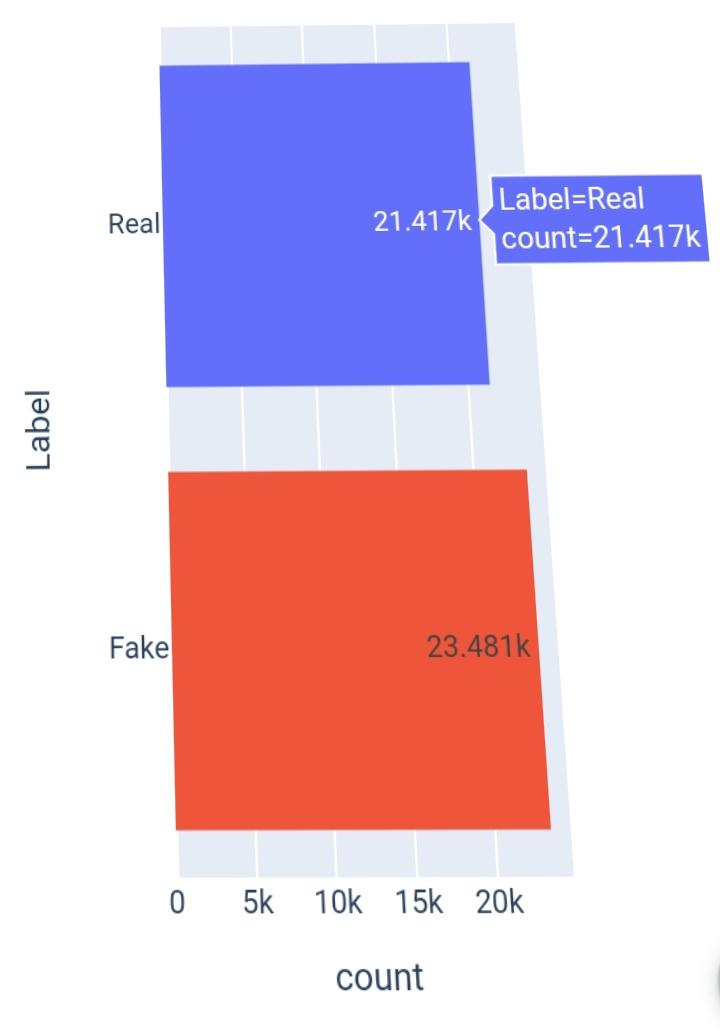 Real
21.417k
Label=Real
count=21.417k
Label
Fake
23.481k
0 5k 10k 15k 20k
count